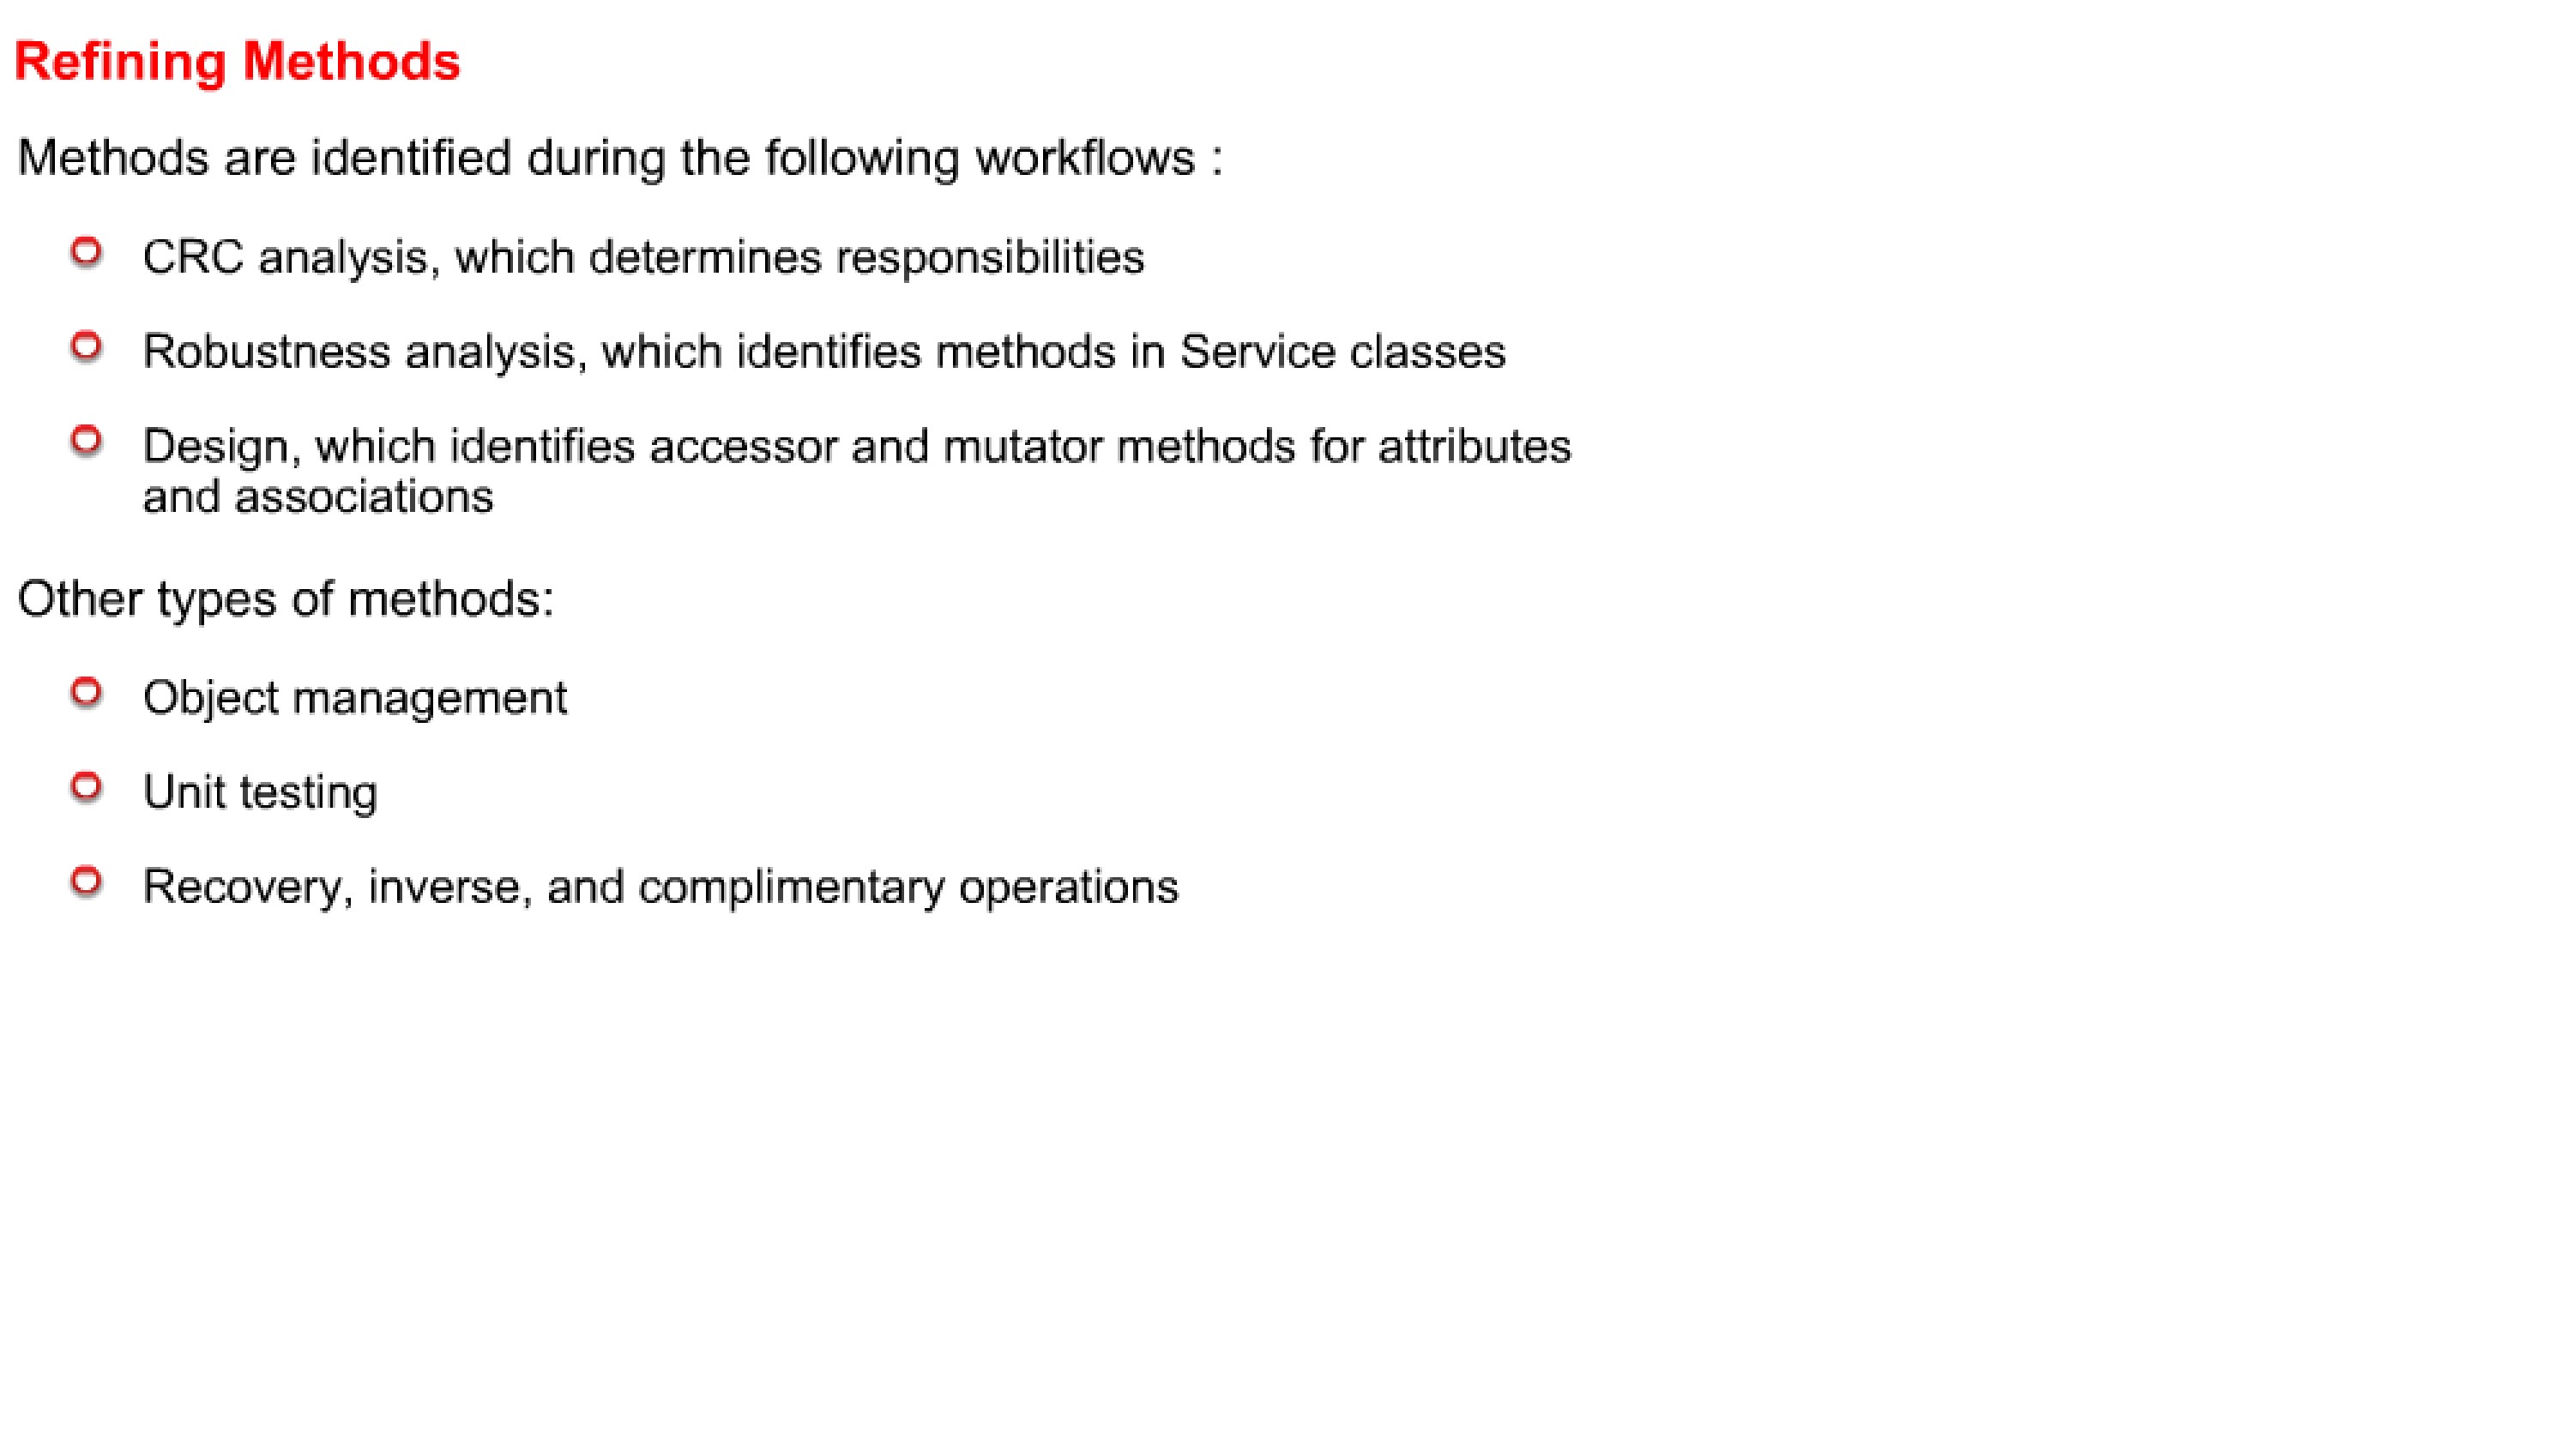 Refining Methods
Methods are identified during the following workflows :
CRC analysis, which determines responsibilities
Robustness analysis, which identifies methods in Service classes
Design, which identifies accessor and mutator methods for attributes
and associations
Other types of methods:
Object management
Unit testing
Recovery, inverse, and complimentary operations